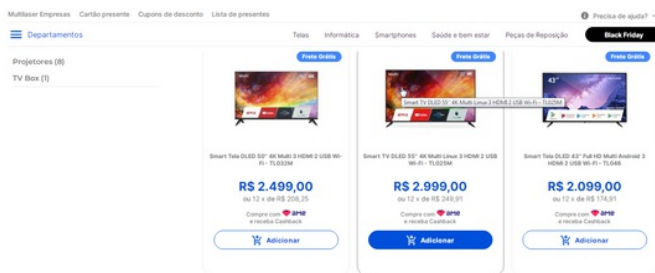 Multilaser Empresas Cartão presente Cupons de desconto Lista de presentes
Precisa de ajuda?
Departamentos
Telas Informática Smartphones Saúde e bem estar Peças de Reposição Black Friday
Projetores (8)
TV Box (1)
Frete Grátis
Smart Tela DLED 50" 4K Multi 3 HDMI 2 USB Wi-
Fi - TL032M
R$ 2.499,00
ou 12 x de R$ 208,25
Compre com ame
e receba Cashback
Adicionar
Frete Grátis
Smart TV DLED 55" 4K Multi Linux 3 HDMI 2 USB Wi-Fi - TL025M
Smart TV DLED 55" 4K Multi Linux 3 HDMI 2 USB
Wi-Fi - TL025M
R$ 2.999,00
ou 12 x de R$ 249,91
Compre com ame
e receba Cashback
Adicionar
Frete Grátis
43"
Smart Tela DLED 43" Full HD Multi Android 3
HDMI 2 USB Wi-Fi - TL046
R$ 2.099,00
ou 12 x de R$ 174,91
Compre com ame
e receba Cashback
Adicionar